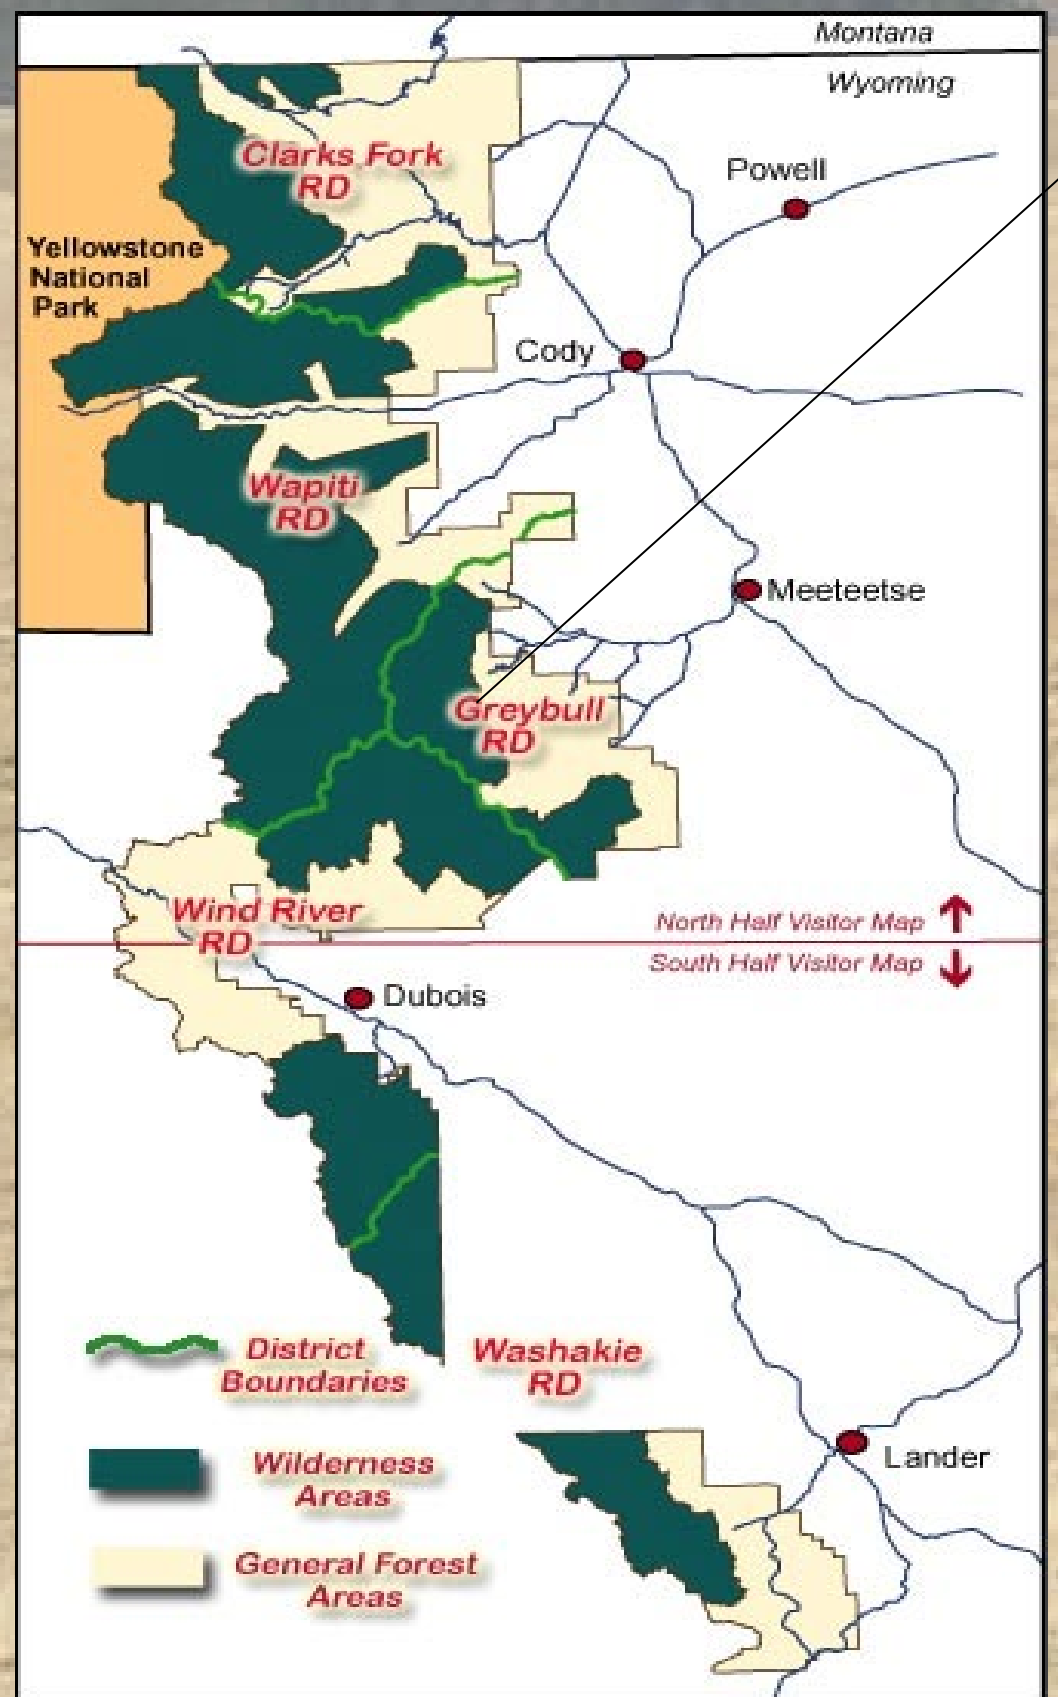 Montana
Wyoming
Clarks Fork
RD
Powell
Yellowstone
National
Park
Cody
Wapiti
RD
Meeteetse
Greybull
RD
Wind River
RD
North Half Visitor Map
South Half Visitor Map
Dubois
District
Boundaries
Washakie
RD
Wilderness
Areas
Lander
General Forest
Areas